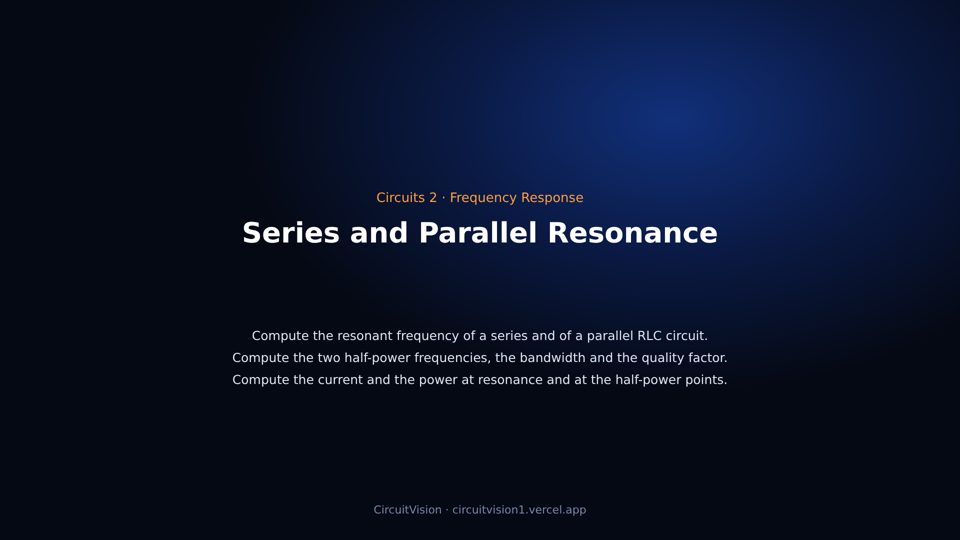 Circuits 2 · Frequency Response
Series and Parallel Resonance
Compute the resonant frequency of a series and of a parallel RLC circuit.
Compute the two half-power frequencies, the bandwidth and the quality factor.
Compute the current and the power at resonance and at the half-power points.
CircuitVision · circuitvision1.vercel.app